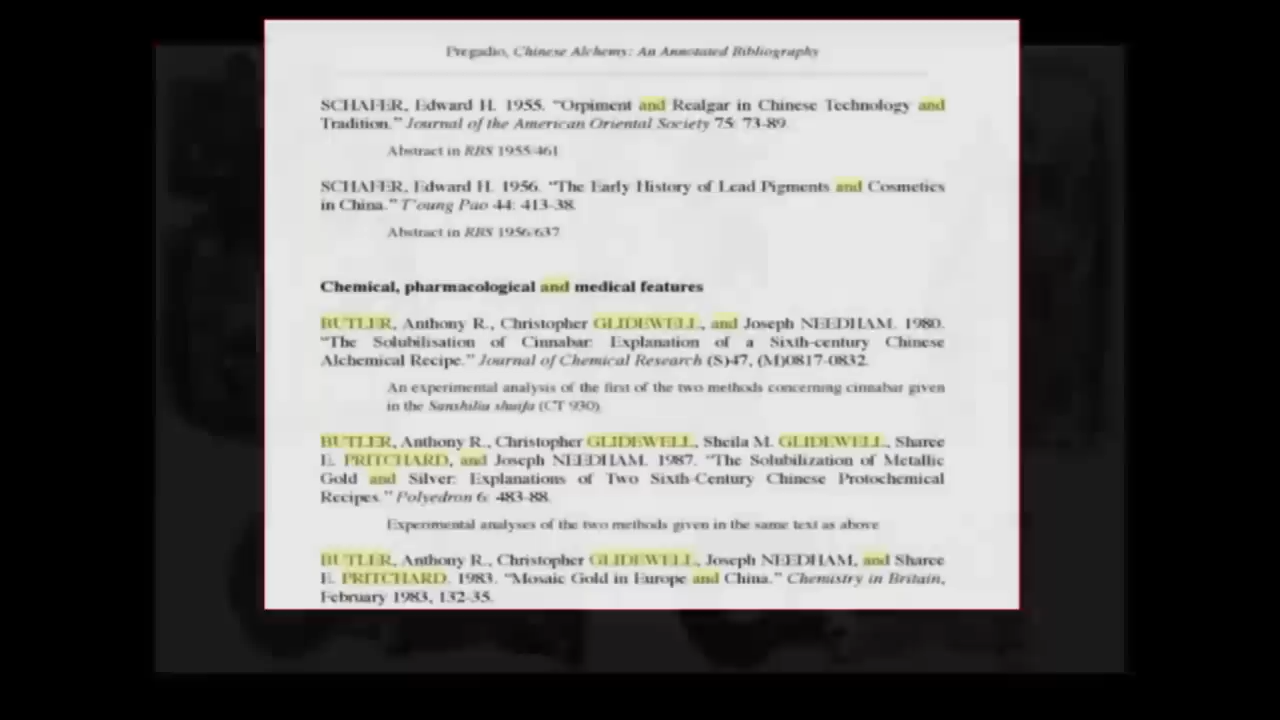 Pregadio, Chinese Alchemy: An Annotated Bibliography
SCHAFER, Edward H. 1955. “Orpiment and Realgar in Chinese Technology and
Tradition.” Journal of the American Oriental Society 75: 73-89.
Abstract in RBS 1955:461.
SCHAFER, Edward H. 1956. “The Early History of Lead Pigments and Cosmetics
in China.” T'oung Pao 44: 413-38.
Abstract in RBS 1956:637.
Chemical, pharmacological and medical features
BUTLER, Anthony R., Christopher GLIDEWELL, and Joseph NEEDHAM. 1980.
“The Solubilisation of Cinnabar: Explanation of a Sixth-century Chinese
Alchemical Recipe.” Journal of Chemical Research (S)47, (M)0817-0832.
An experimental analysis of the first of the two methods concerning cinnabar given
in the Sanshiliu shuifa (CT 930).
BUTLER, Anthony R., Christopher GLIDEWELL, Sheila M. GLIDEWELL, Sharee
E. PRITCHARD, and Joseph NEEDHAM. 1987. “The Solubilization of Metallic
Gold and Silver: Explanations of Two Sixth-Century Chinese Protochemical
Recipes.” Polyedron 6: 483-88.
Experimental analyses of the two methods given in the same text as above.
BUTLER, Anthony R., Christopher GLIDEWELL, Joseph NEEDHAM, and Sharee
E. PRITCHARD. 1983. “Mosaic Gold in Europe and China.” Chemistry in Britain,
February 1983, 132-35.